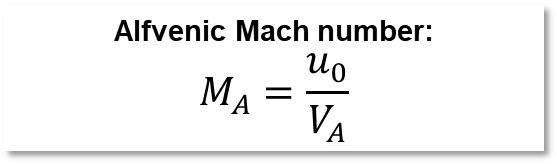 Alfvenic Mach number:
M_A = u_0 / V_A